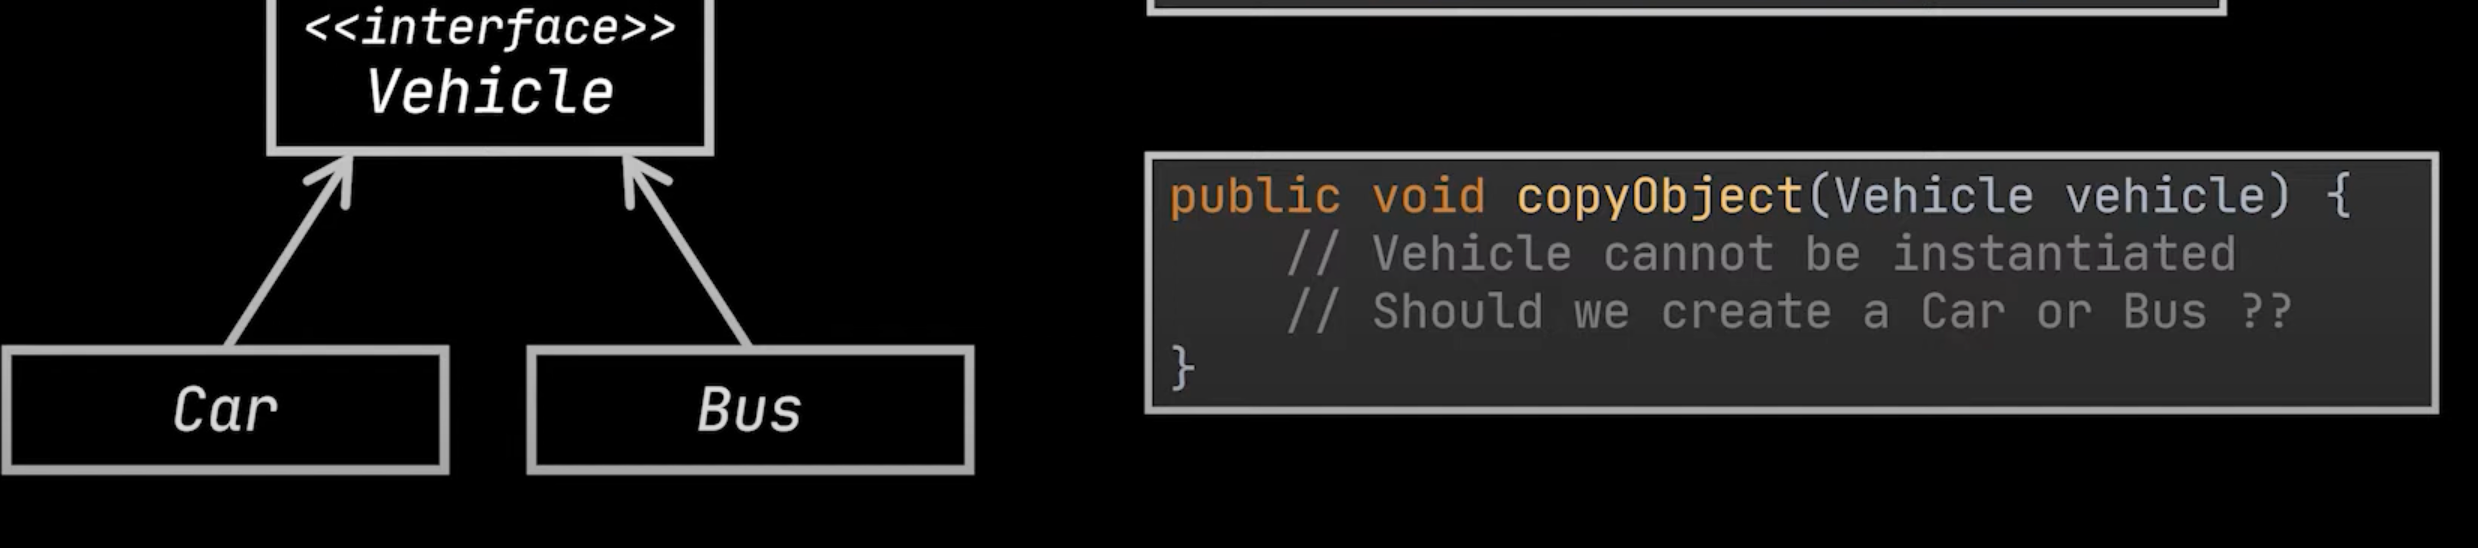 <<interface>>
Vehicle
Car
Bus
public void copyObject(Vehicle vehicle) {
    // Vehicle cannot be instantiated
    // Should we create a Car or Bus ??
}